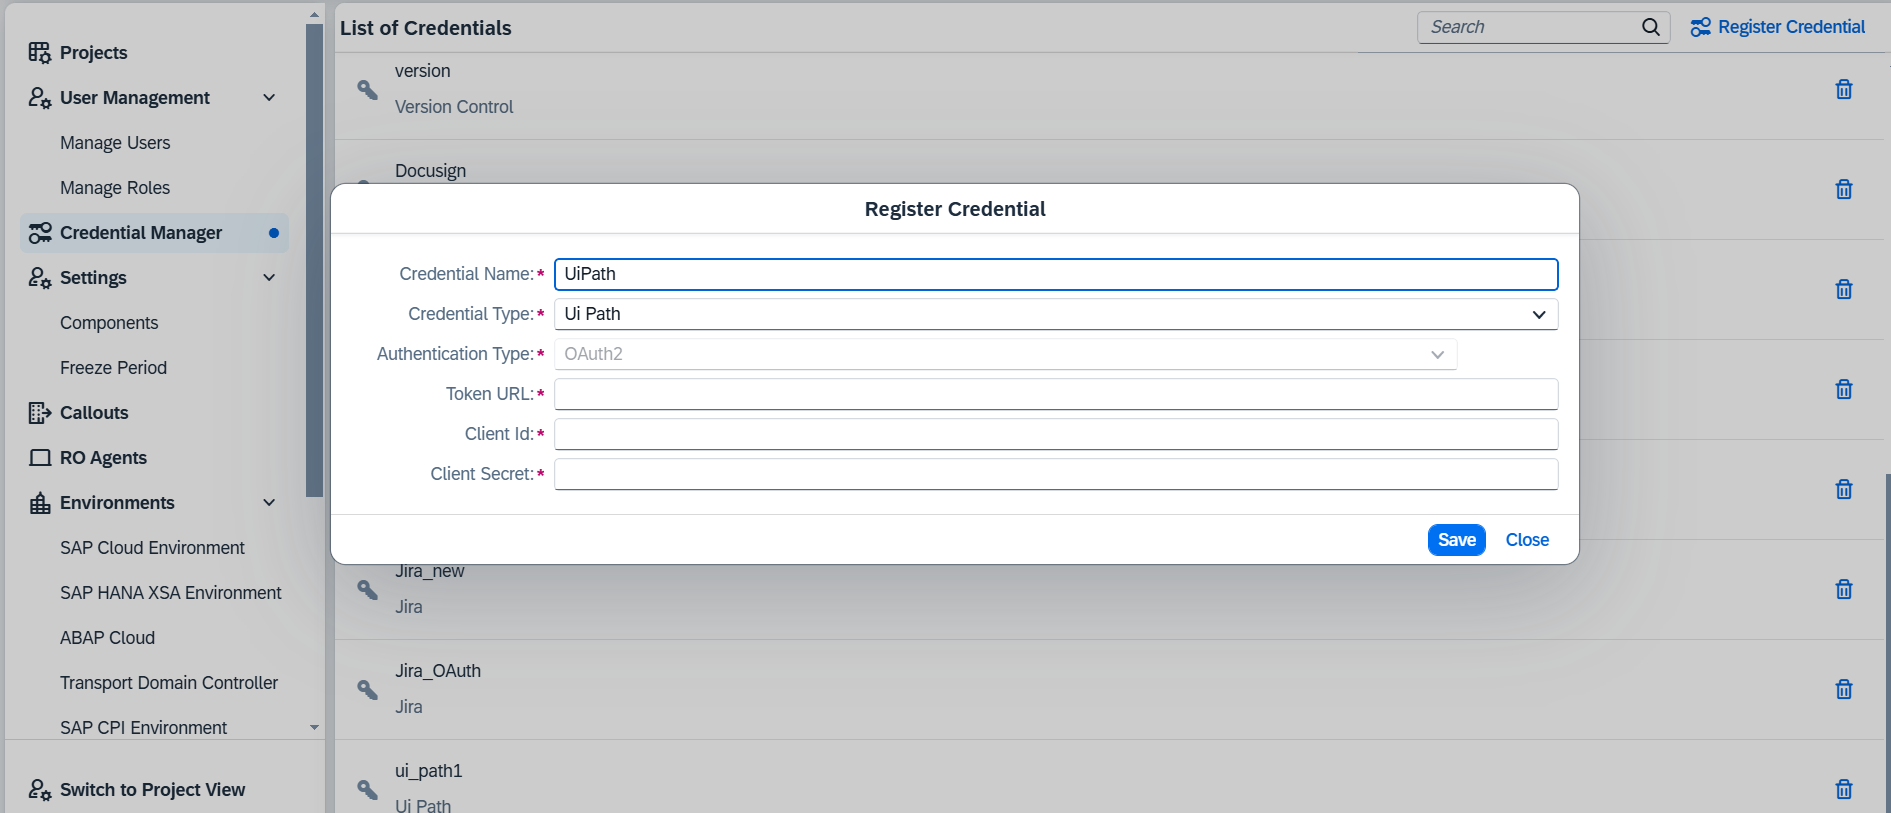 Projects
User Management
Manage Users
Manage Roles
Credential Manager
Settings
Components
Freeze Period
Callouts
RO Agents
Environments
SAP Cloud Environment
SAP HANA XSA Environment
ABAP Cloud
Transport Domain Controller
SAP CPI Environment
Switch to Project View
List of Credentials
Search
Register Credential
version
Version Control
Docusign
Register Credential
Credential Name:* UiPath
Credential Type:* Ui Path
Authentication Type:* OAuth2
Token URL:*
Client Id:*
Client Secret:*
Save Close
Jira_new
Jira
Jira_OAuth
Jira
ui_path1
Ui Path